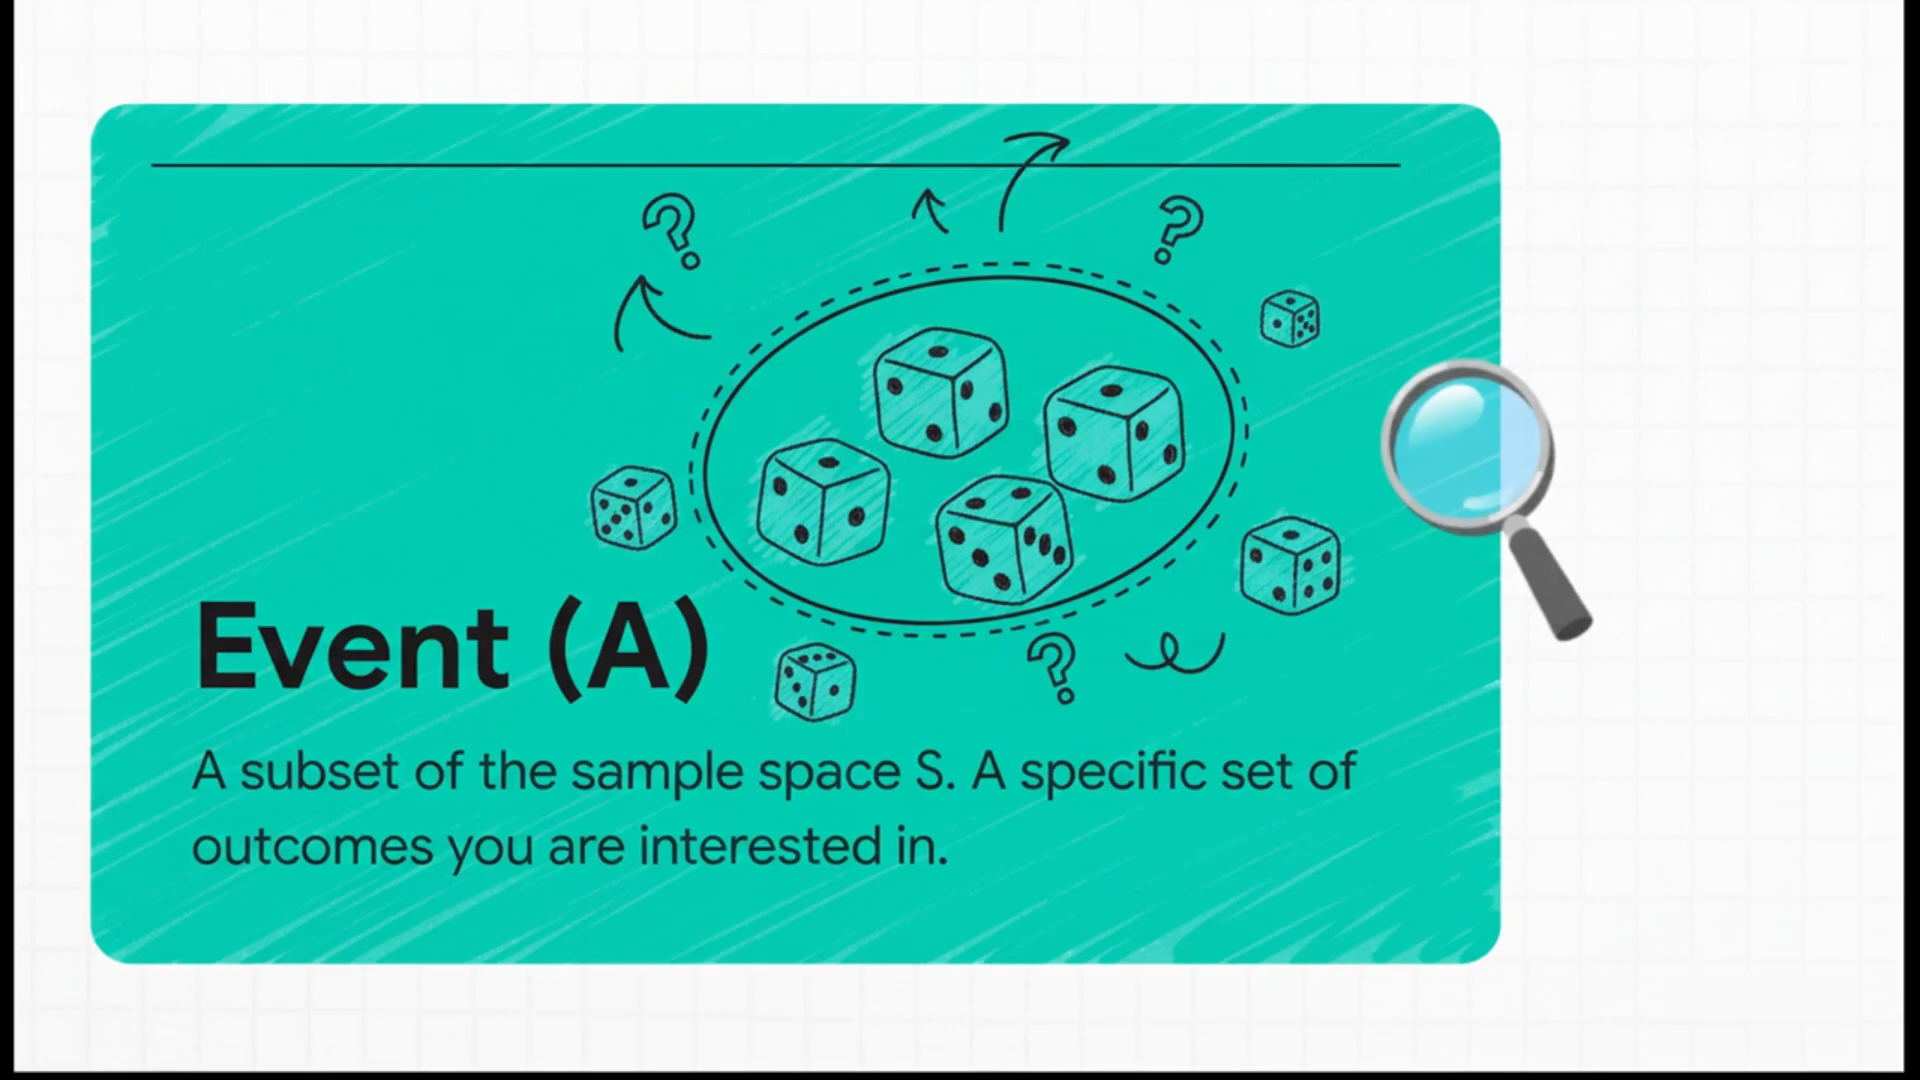 ?
?
Event (A)
?
A subset of the sample space S. A specific set of
outcomes you are interested in.